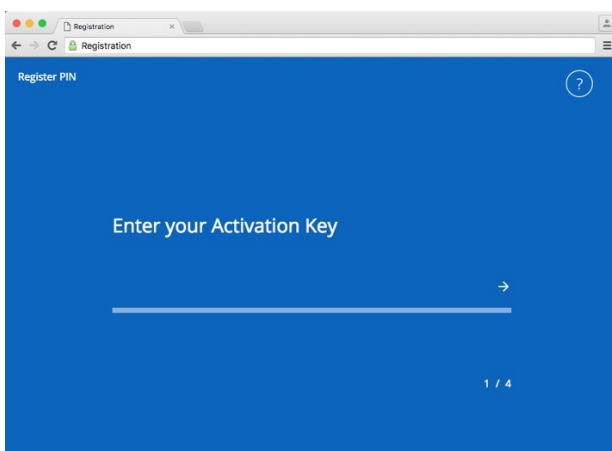 Registration
Registration
Register PIN
?
Enter your Activation Key
1 / 4